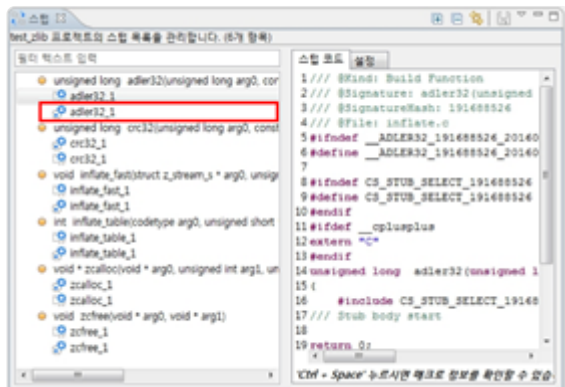 스텁
test_zlib 프로젝트의 스텁 목록을 관리합니다. (6개 항목)
필터 텍스트 입력
unsigned long adler32(unsigned long arg0, con
adler32_1
adler32_1
unsigned long crc32(unsigned long arg0, const
crc32_1
crc32_1
void inflate_fast(struct z_stream_s * arg0, unsign
inflate_fast_1
inflate_fast_1
int inflate_table(codetype arg0, unsigned short
inflate_table_1
inflate_table_1
void * zcalloc(void * arg0, unsigned int arg1, un
zcalloc_1
zcalloc_1
void zcfree(void * arg0, void * arg1)
zcfree_1
zcfree_1
스텁 코드 설정
1 /// @Kind: Build Function
2 /// @Signature: adler32(unsigned
3 /// @SignatureHash: 191688526
4 /// @File: inflate.c
5 #ifndef __ADLER32_191688526_20160
6 #define __ADLER32_191688526_20160
7
8 #ifndef CS_STUB_SELECT_191688526
9 #define CS_STUB_SELECT_191688526
10 #endif
11 #ifdef __cplusplus
12 extern "C"
13 #endif
14 unsigned long adler32(unsigned l
15 {
16 #include CS_STUB_SELECT_19168
17 /// Stub body start
18
19 return 0;
'Ctrl + Space' 누르시면 매크로 정보를 확인할 수 있습